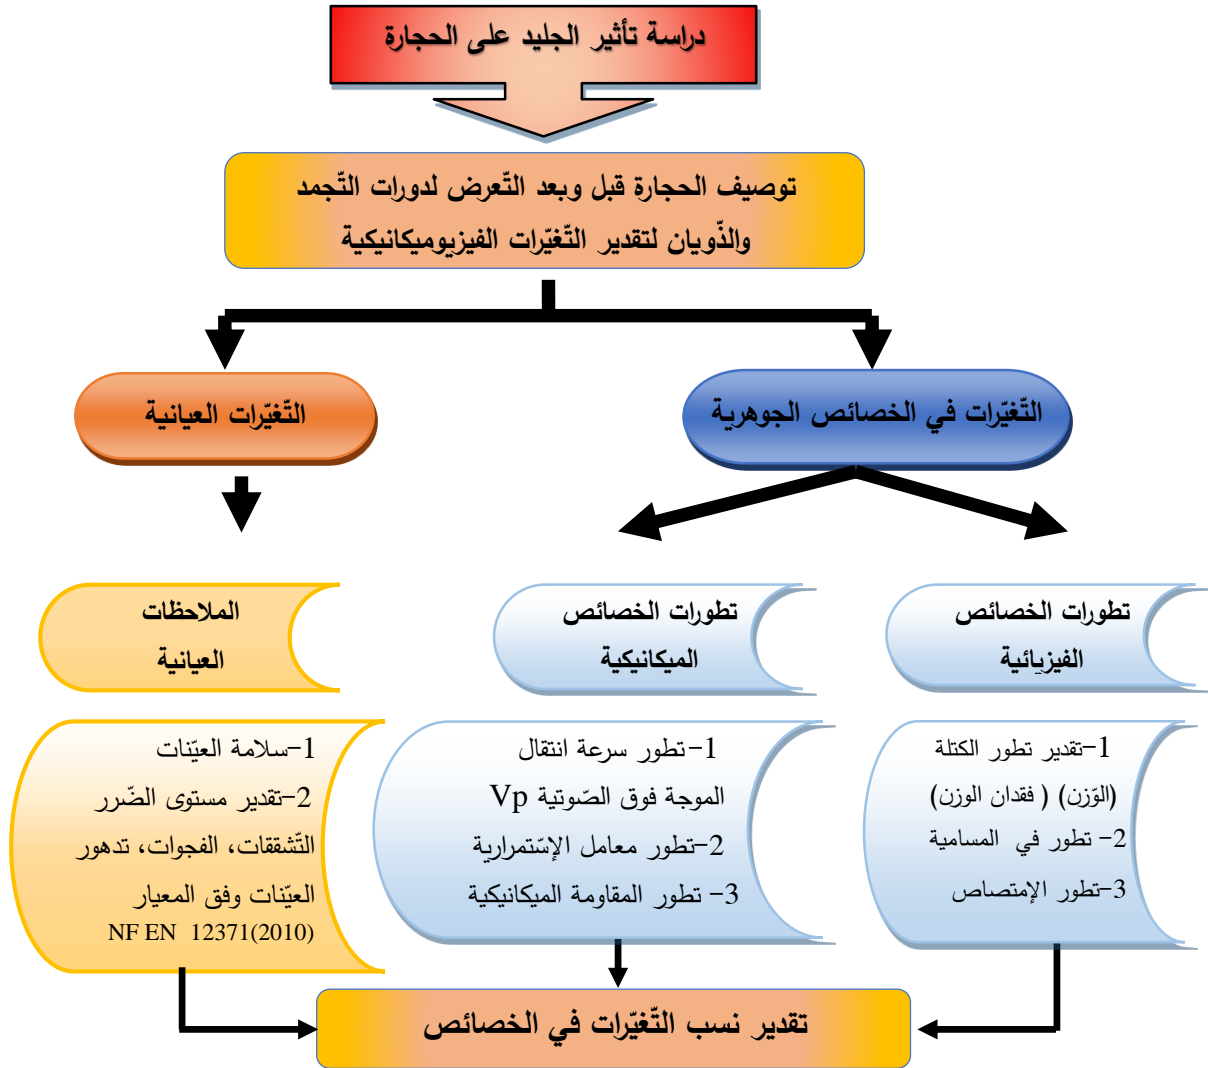 دراسة تأثير الجليد على الحجارة
توصيف الحجارة قبل وبعد التّعرض لدورات التّجمد
والذّويان لتقدير التّغيّرات الفيزيوميكانيكية
التّغيّرات في الخصائص الجوهرية
التّغيّرات العيانية
تطورات الخصائص
الفيزيائية
تطورات الخصائص
الميكانيكية
الملاحظات
العيانية
1-تقدير تطور الكتلة
(الوّزن) ( فقدان الوزن)
2- تطور في المسامية
3-تطور الإمتصاص
1-تطور سرعة انتقال
الموجة فوق الصّوتية Vp
2-تطور معامل الإسّتمرارية
3- تطور المقاومة الميكانيكية
1-سلامة العيّنات
2-تقدير مستوى الضّرر
التّشققات، الفجوات، تدهور
العيّنات وفق المعيار
NF EN 12371(2010)
تقدير نسب التّغيّرات في الخصائص